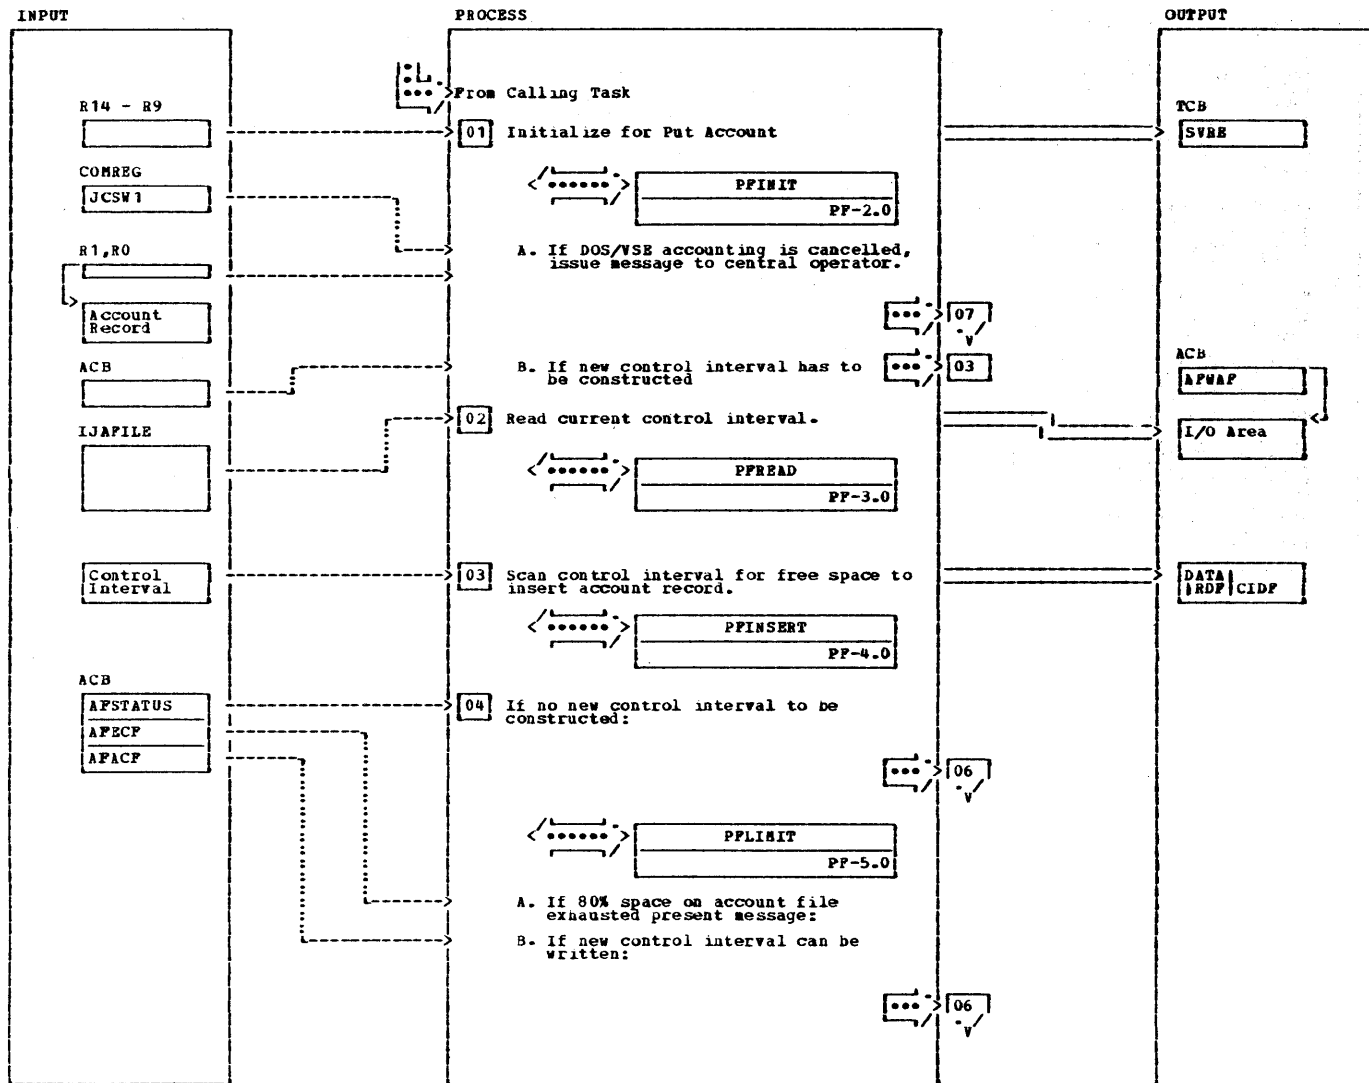 INPUT
PROCESS
OUTPUT
From Calling Task
R14 - R9
TCB
01 Initialize for Put Account
SVRE
COMREG
JCSW1
PFINIT
PF-2.0
R1,R0
A. If DOS/VSE accounting is cancelled,
issue message to central operator.
Account
Record
07
ACB
B. If new control interval has to
be constructed
03
ACB
AFWAF
IJAFILE
02 Read current control interval.
I/O Area
PFREAD
PF-3.0
Control
Interval
03 Scan control interval for free space to
insert account record.
DATA
RDF CIDF
PFINSERT
PF-4.0
ACB
AFSTATUS
04 If no new control interval to be
constructed:
AFECF
AFACF
06
PFLIMIT
PF-5.0
A. If 80% space on account file
exhausted present message:
B. If new control interval can be
written:
06